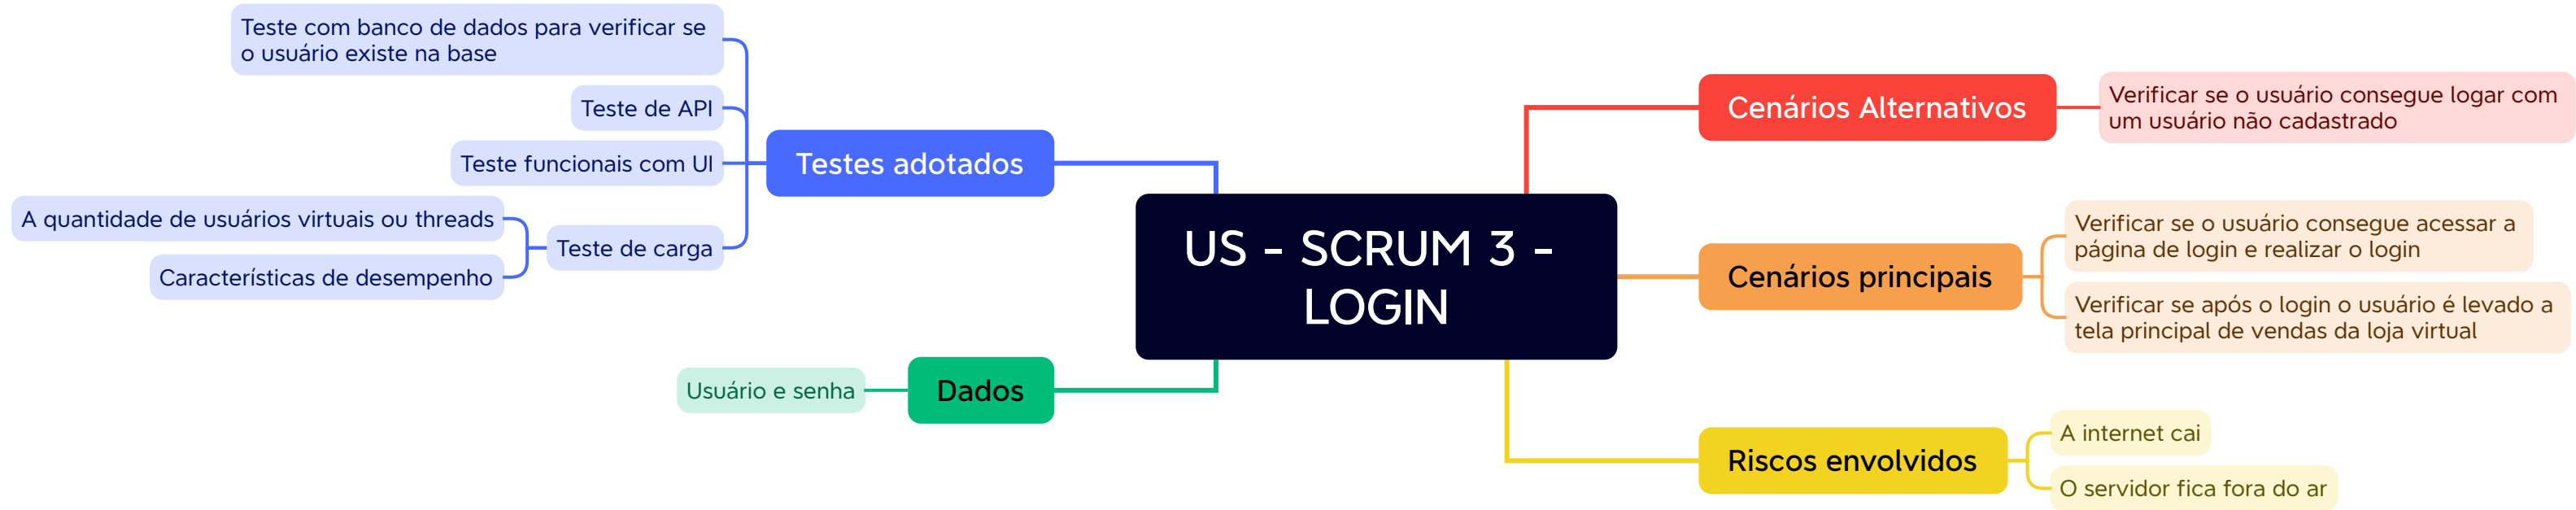 Teste com banco de dados para verificar se
o usuário existe na base
Teste de API
Teste funcionais com UI
A quantidade de usuários virtuais ou threads
Características de desempenho
Teste de carga
Testes adotados
Usuário e senha
Dados
US - SCRUM 3 -
LOGIN
Cenários Alternativos
Verificar se o usuário consegue logar com
um usuário não cadastrado
Cenários principais
Verificar se o usuário consegue acessar a
página de login e realizar o login
Verificar se após o login o usuário é levado a
tela principal de vendas da loja virtual
Riscos envolvidos
A internet cai
O servidor fica fora do ar